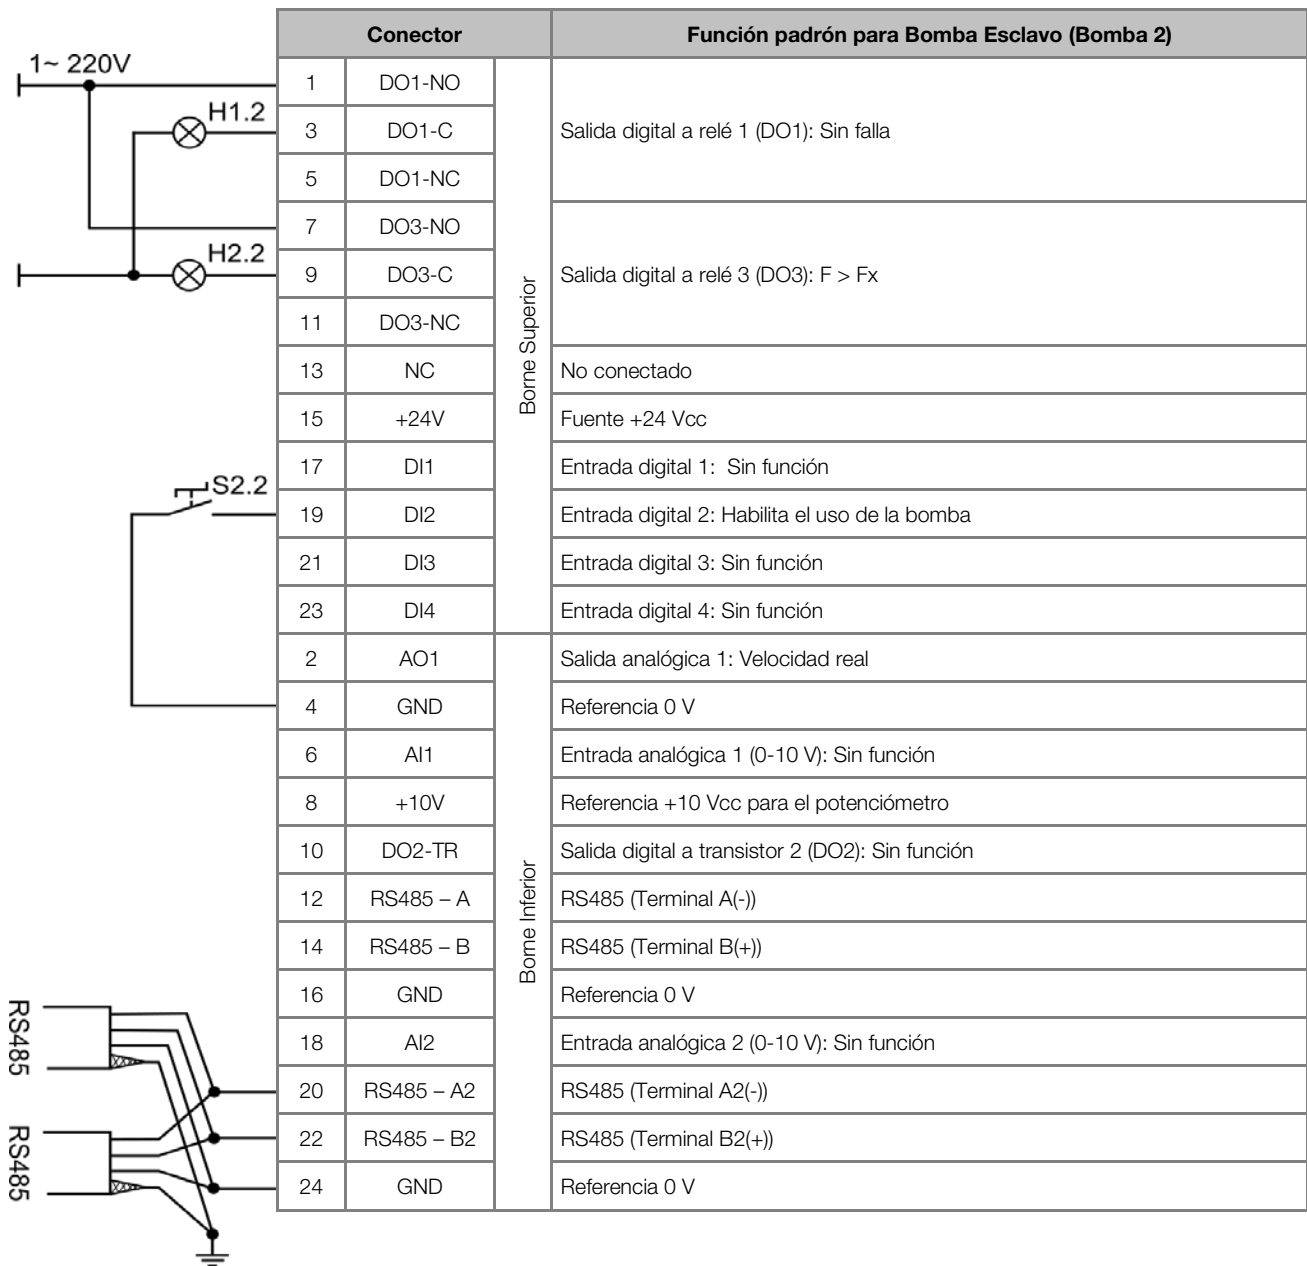 Conector Función padrón para Bomba Esclavo (Bomba 2)
1~ 220V
1 DO1-NO
H1.2
3 DO1-C Salida digital a relé 1 (DO1): Sin falla
5 DO1-NC
7 DO3-NO
H2.2
9 DO3-C Salida digital a relé 3 (DO3): F > Fx
11 DO3-NC
Borne Superior
13 NC No conectado
15 +24V Fuente +24 Vcc
17 DI1 Entrada digital 1: Sin función
S2.2
19 DI2 Entrada digital 2: Habilita el uso de la bomba
21 DI3 Entrada digital 3: Sin función
23 DI4 Entrada digital 4: Sin función
2 AO1 Salida analógica 1: Velocidad real
4 GND Referencia 0 V
6 AI1 Entrada analógica 1 (0-10 V): Sin función
8 +10V Referencia +10 Vcc para el potenciómetro
10 DO2-TR Salida digital a transistor 2 (DO2): Sin función
Borne Inferior
12 RS485 – A RS485 (Terminal A(-))
14 RS485 – B RS485 (Terminal B(+))
16 GND Referencia 0 V
RS485
18 AI2 Entrada analógica 2 (0-10 V): Sin función
20 RS485 – A2 RS485 (Terminal A2(-))
22 RS485 – B2 RS485 (Terminal B2(+))
RS485
24 GND Referencia 0 V